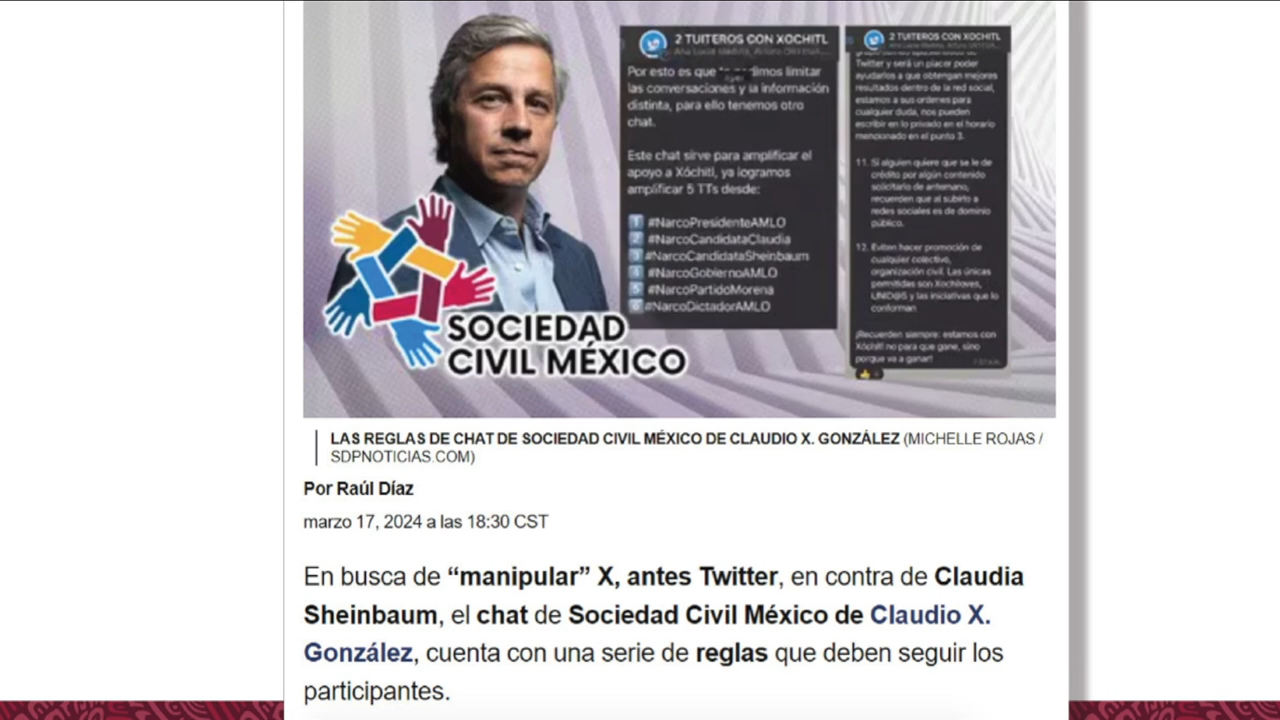 2 TUITEROS CON XOCHITL
Por esto es que te pedimos limitar
las conversaciones y la información
distinta, para ello tenemos otro
chat.
Este chat sirve para amplificar el
apoyo a Xóchitl, ya logramos
amplificar 5 TTs desde:
1 #NarcoPresidenteAMLO
2 #NarcoCandidataClaudia
3 #NarcoCandidataSheinbaum
4 #NarcoGobiernoAMLO
5 #NarcoPartidoMorena
6 #NarcoDictadorAMLO
2 TUITEROS CON XOCHITL
Twitter y será un placer poder
ayudarlos a que obtengan mejores
resultados dentro de la red social,
estamos a sus ordenes para
cualquier duda, nos pueden
escribir en lo privado en el horario
mencionado en el punto 3.
11. Si alguien quiere que se le de
crédito por algún contenido
solicitarlo de antemano,
recuerden que al subirlo a
redes sociales es de dominio
público.
12. Eviten hacer promoción de
cualquier colectivo,
organización civil. Las únicas
permitidas son Xochiloves,
UNID@S y las iniciativas que lo
conforman
¡Recuerden siempre: estamos con
Xóchitl no para que gane, sino
porque va a ganar!
SOCIEDAD
CIVIL MÉXICO
LAS REGLAS DE CHAT DE SOCIEDAD CIVIL MÉXICO DE CLAUDIO X. GONZÁLEZ (MICHELLE ROJAS /
SDPNOTICIAS.COM)
Por Raúl Díaz
marzo 17, 2024 a las 18:30 CST
En busca de “manipular” X, antes Twitter, en contra de Claudia
Sheinbaum, el chat de Sociedad Civil México de Claudio X.
González, cuenta con una serie de reglas que deben seguir los
participantes.